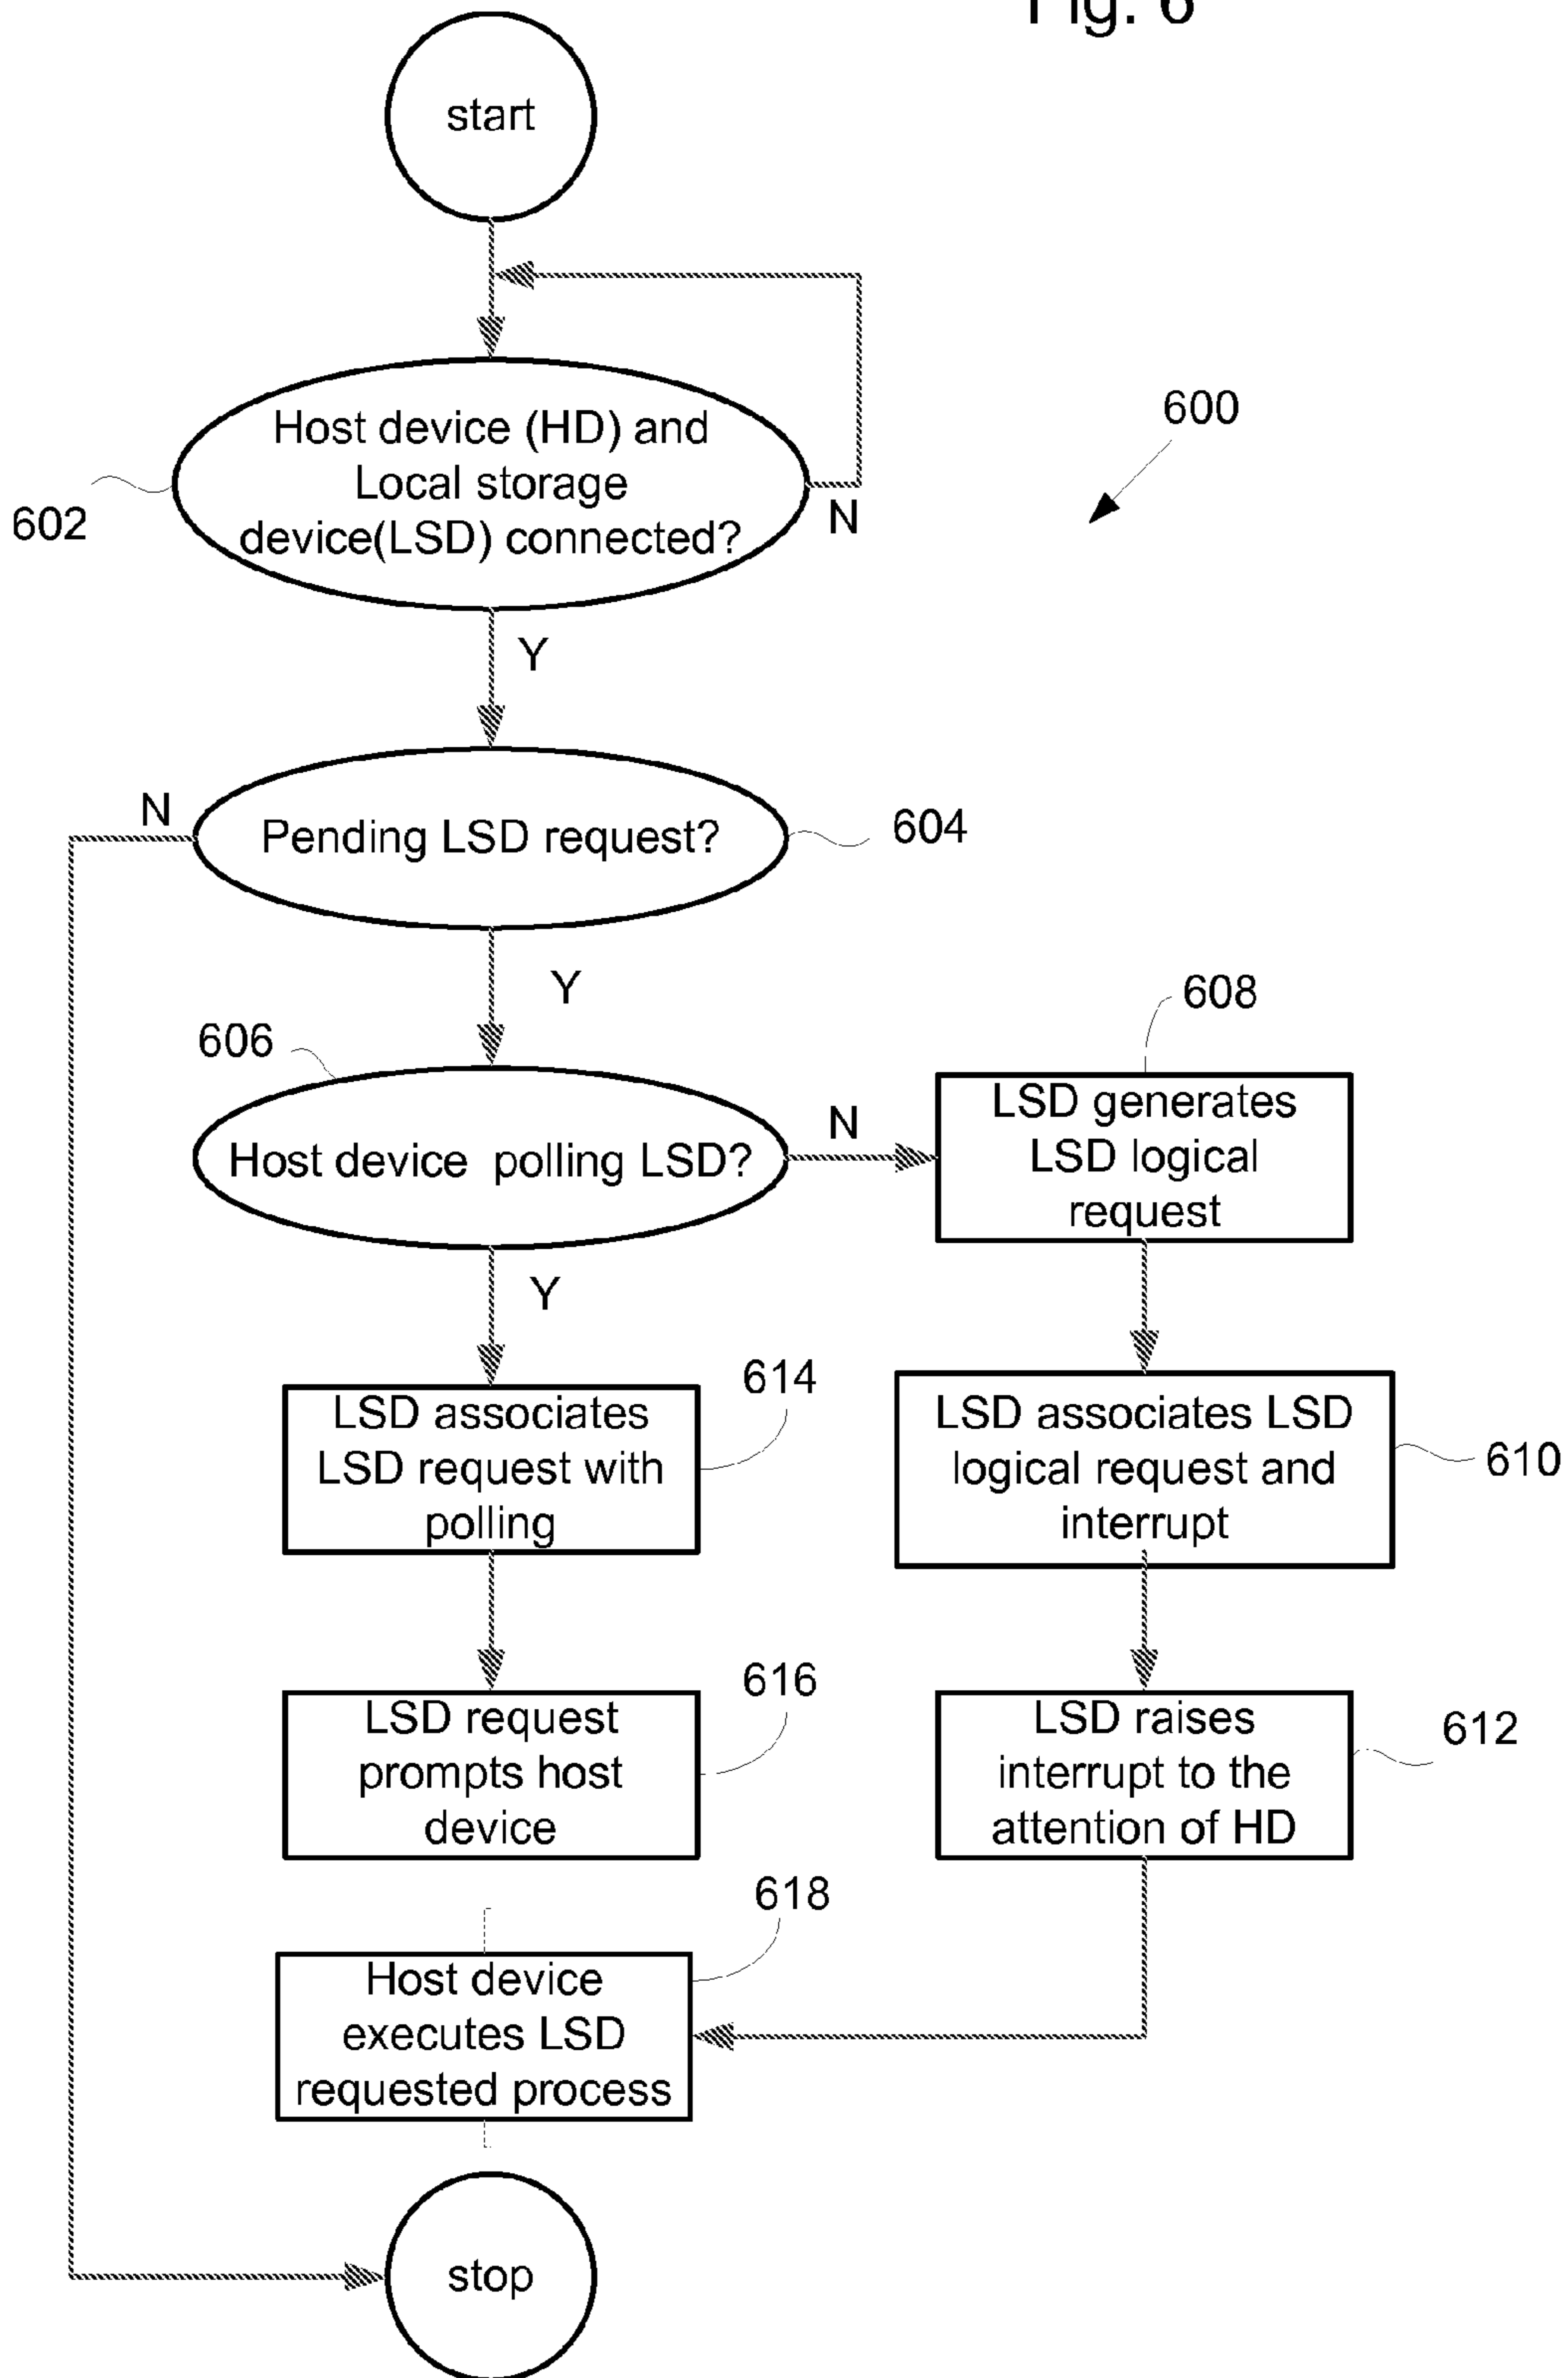 Fig. 6
start
Host device (HD) and
Local storage
device(LSD) connected?
600
602
N
Y
N
Pending LSD request?
604
Y
608
606
Host device polling LSD?
N
LSD generates
LSD logical
request
Y
614
LSD associates
LSD request with
polling
LSD associates LSD
logical request and
interrupt
610
616
LSD request
prompts host
device
LSD raises
interrupt to the
attention of HD
612
618
Host device
executes LSD
requested process
stop